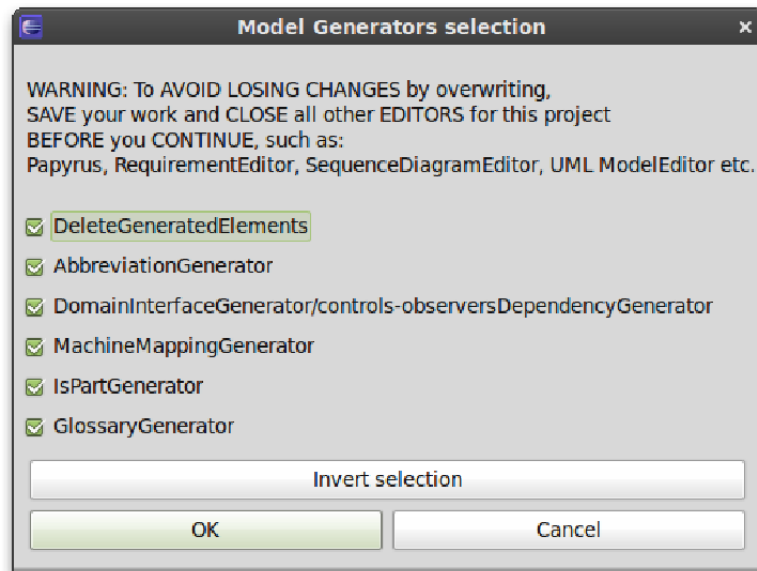 Model Generators selection
WARNING: To AVOID LOSING CHANGES by overwriting,
SAVE your work and CLOSE all other EDITORS for this project
BEFORE you CONTINUE, such as:
Papyrus, RequirementEditor, SequenceDiagramEditor, UML ModelEditor etc.
DeleteGeneratedElements
AbbreviationGenerator
DomainInterfaceGenerator/controls-observersDependencyGenerator
MachineMappingGenerator
IsPartGenerator
GlossaryGenerator
Invert selection
OK Cancel